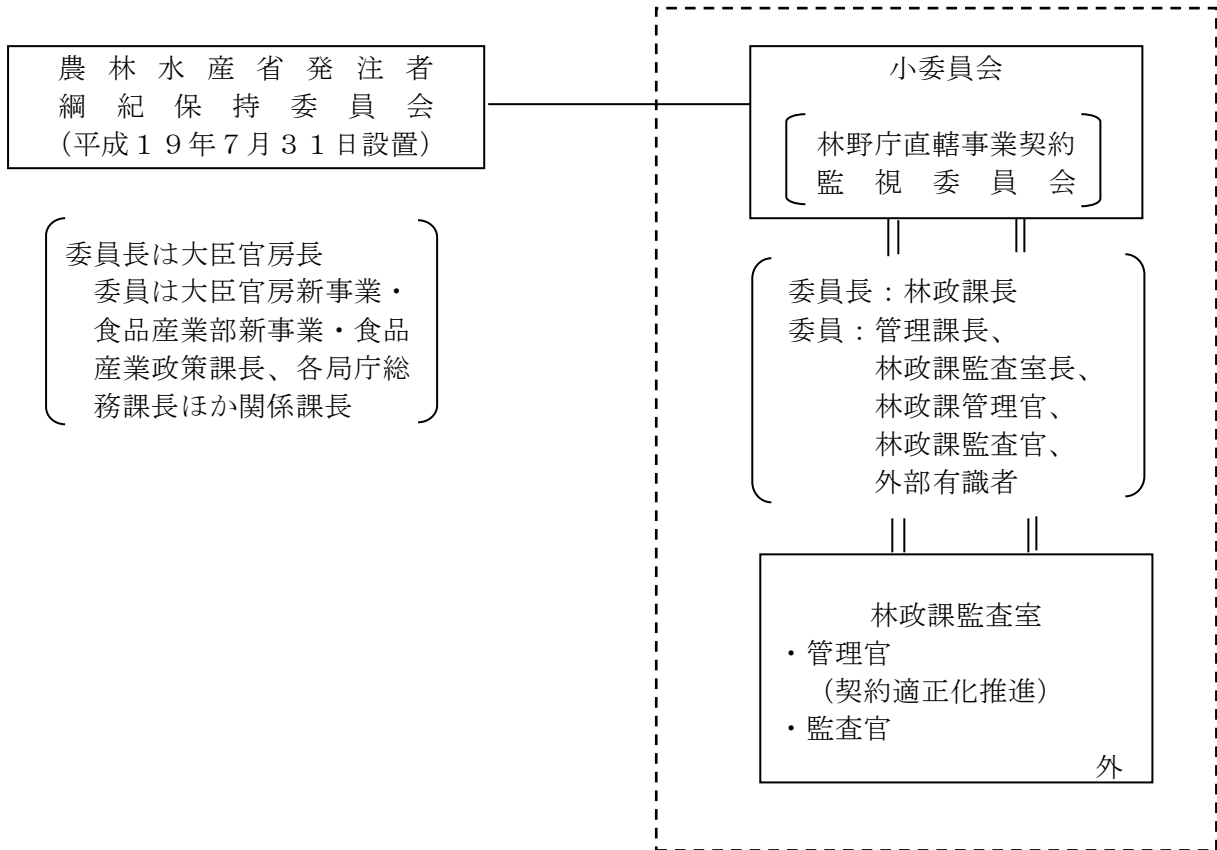 農林水産省発注者
綱紀保持委員会
(平成１９年７月３１日設置)
委員長は大臣官房長
委員は大臣官房新事業・
食品産業部新事業・食品
産業政策課長、各局庁総
務課長ほか関係課長
小委員会
林野庁直轄事業契約
監視委員会
委員長：林政課長
委員：管理課長、
林政課監査室長、
林政課管理官、
林政課監査官、
外部有識者
林政課監査室
・管理官
（契約適正化推進）
・監査官
外